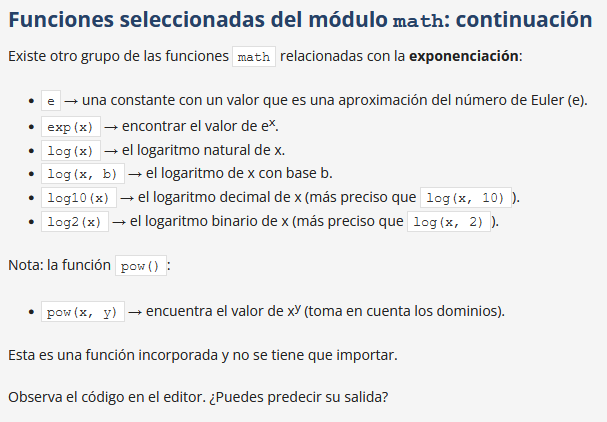 Funciones seleccionadas del módulo math: continuación
Existe otro grupo de las funciones math relacionadas con la exponenciación:
• e → una constante con un valor que es una aproximación del número de Euler (e).
• exp(x) → encontrar el valor de eˣ.
• log(x) → el logaritmo natural de x.
• log(x, b) → el logaritmo de x con base b.
• log10(x) → el logaritmo decimal de x (más preciso que log(x, 10) ).
• log2(x) → el logaritmo binario de x (más preciso que log(x, 2) ).
Nota: la función pow() :
• pow(x, y) → encuentra el valor de xʸ (toma en cuenta los dominios).
Esta es una función incorporada y no se tiene que importar.
Observa el código en el editor. ¿Puedes predecir su salida?